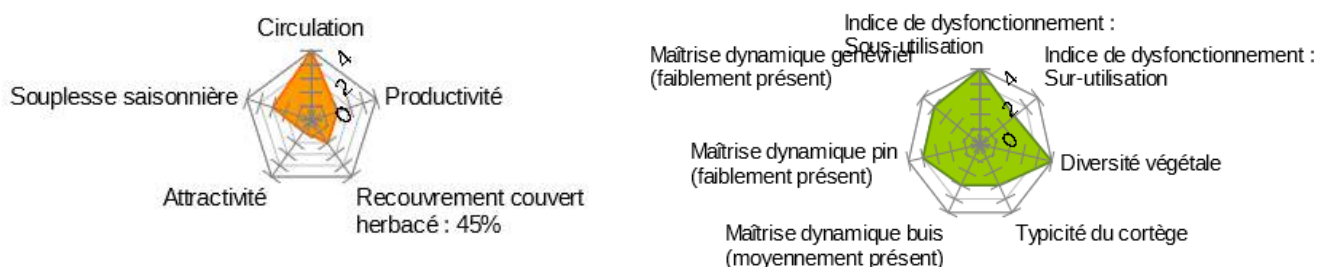 Circulation
Souplesse saisonnière
4
2
0
Productivité
Attractivité
Recouvrement couvert
herbacé : 45%
Indice de dysfonctionnement :
Sous-utilisation
Maîtrise dynamique genévrier
(faiblement présent)
Indice de dysfonctionnement :
Sur-utilisation
4
2
0
Maîtrise dynamique pin
(faiblement présent)
Diversité végétale
Maîtrise dynamique buis
(moyennement présent)
Typicité du cortège